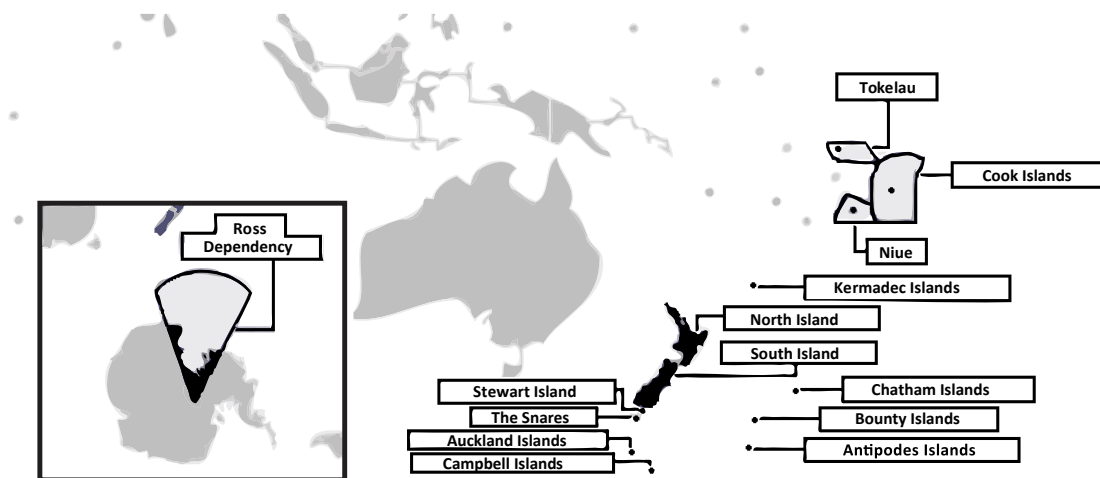 Tokelau
Cook Islands
Ross
Dependency
Niue
Kermadec Islands
North Island
South Island
Stewart Island
Chatham Islands
The Snares
Bounty Islands
Auckland Islands
Antipodes Islands
Campbell Islands